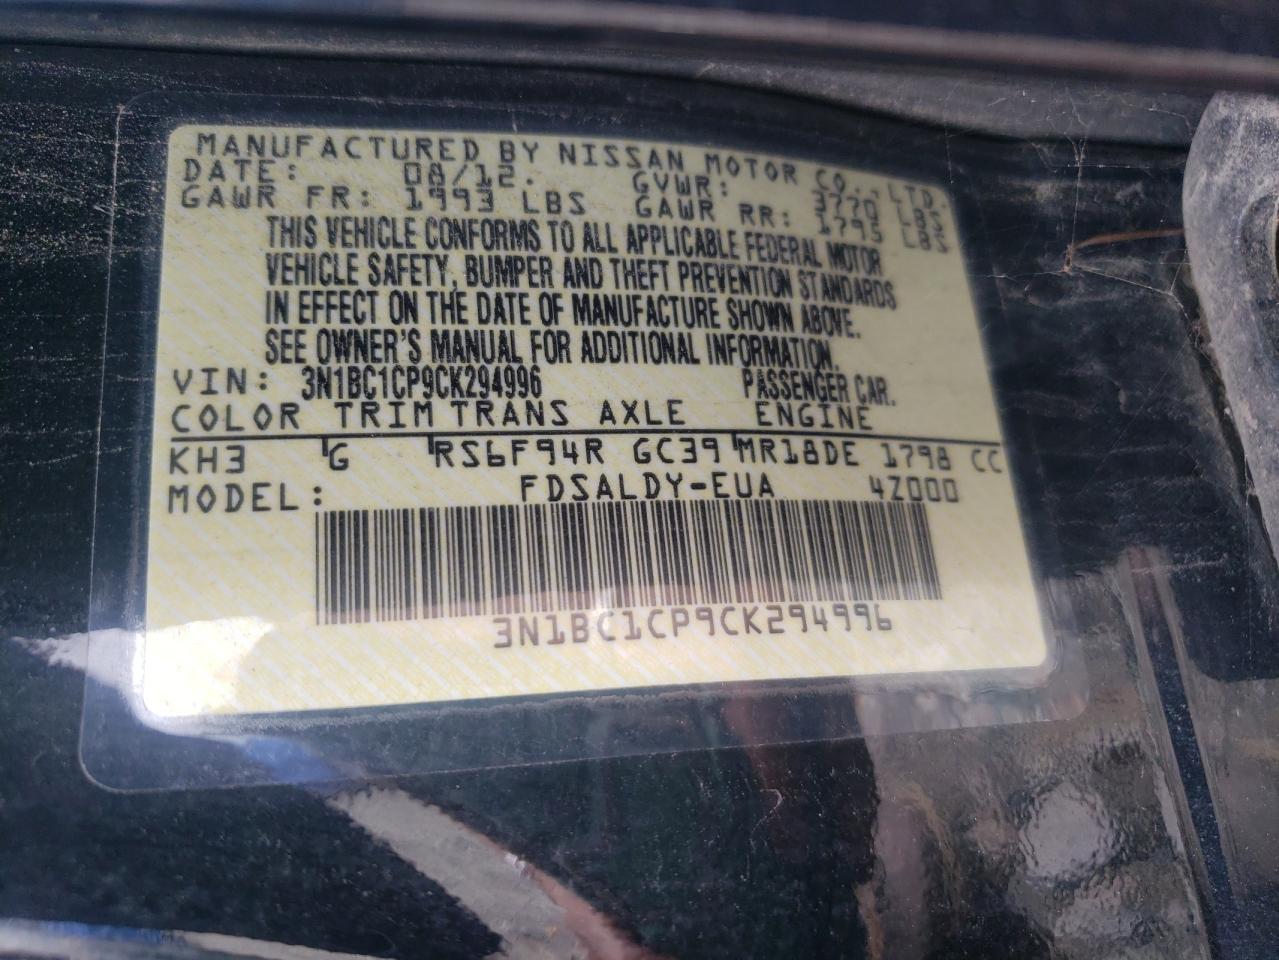 MANUFACTURED BY NISSAN MOTOR CO., LTD.
DATE: 08/12. GVWR: 3770 LBS
GAWR FR: 1993 LBS GAWR RR: 1795 LBS
THIS VEHICLE CONFORMS TO ALL APPLICABLE FEDERAL MOTOR
VEHICLE SAFETY, BUMPER AND THEFT PREVENTION STANDARDS
IN EFFECT ON THE DATE OF MANUFACTURE SHOWN ABOVE.
SEE OWNER'S MANUAL FOR ADDITIONAL INFORMATION.
VIN: 3N1BC1CP9CK294996 PASSENGER CAR.
COLOR TRIM TRANS AXLE ENGINE
KH3 G RS6F94R GC39 MR18DE 1798 CC
MODEL: FDSALDY-EUA 4Z000
3N1BC1CP9CK294996